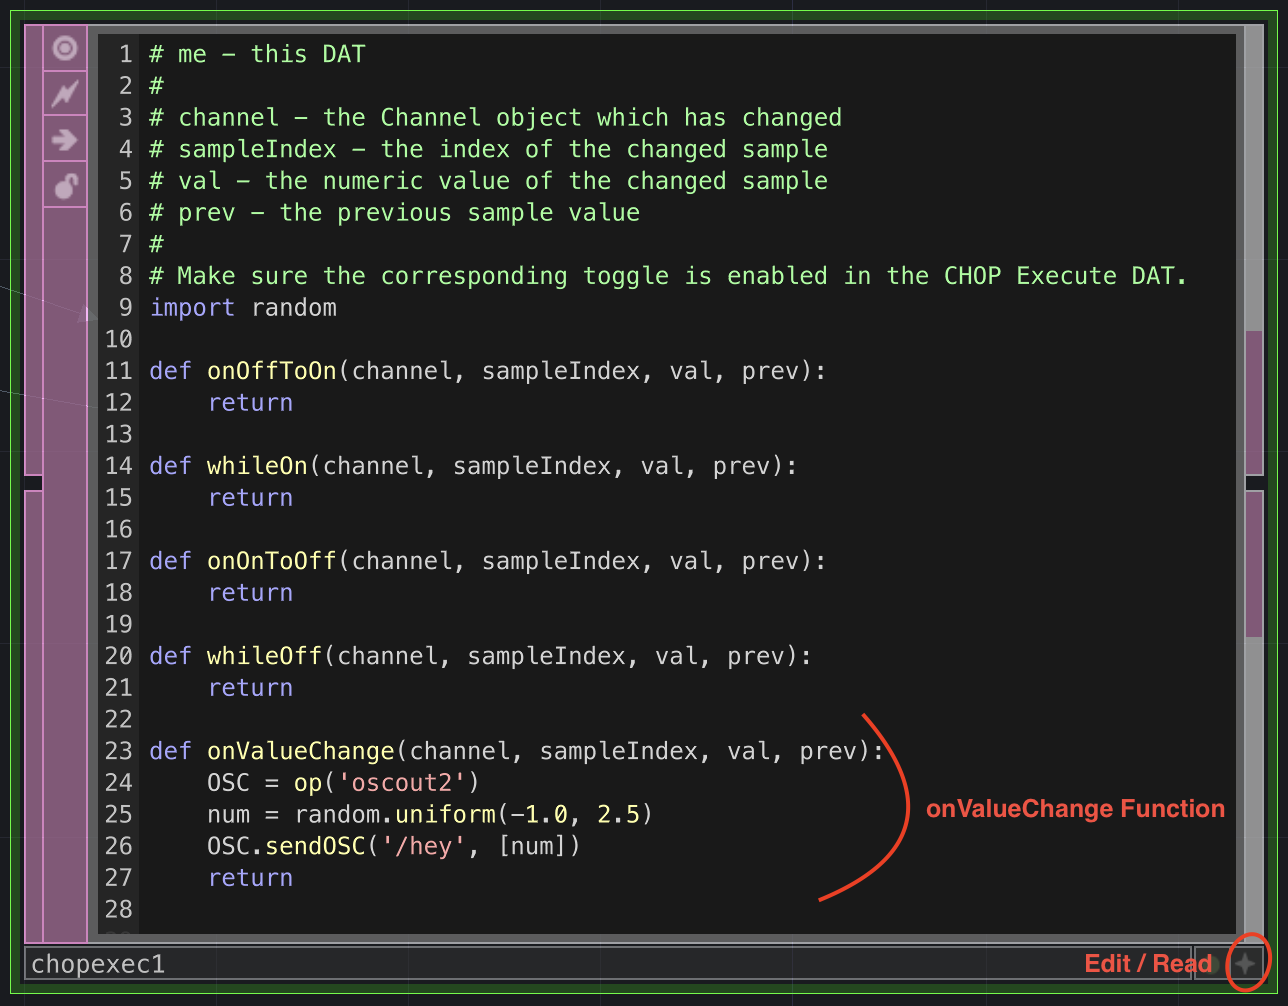 1 # me – this DAT
2 #
3 # channel – the Channel object which has changed
4 # sampleIndex – the index of the changed sample
5 # val – the numeric value of the changed sample
6 # prev – the previous sample value
7 #
8 # Make sure the corresponding toggle is enabled in the CHOP Execute DAT.
9 import random
10
11 def onOffToOn(channel, sampleIndex, val, prev):
12     return
13
14 def whileOn(channel, sampleIndex, val, prev):
15     return
16
17 def onOnToOff(channel, sampleIndex, val, prev):
18     return
19
20 def whileOff(channel, sampleIndex, val, prev):
21     return
22
23 def onValueChange(channel, sampleIndex, val, prev):
24     OSC = op('oscout2')
25     num = random.uniform(–1.0, 2.5)
onValueChange Function
26     OSC.sendOSC('/hey', [num])
27     return
28
chopexec1
Edit / Read